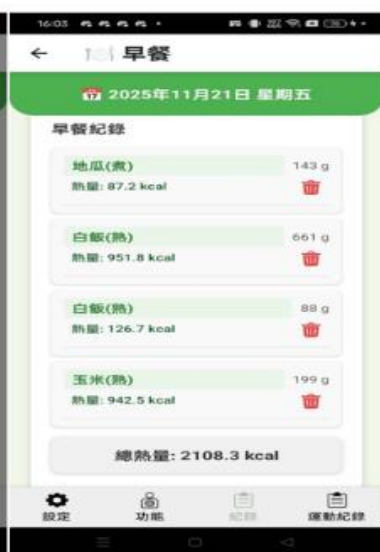 16:03
早餐
2025年11月21日 星期五
早餐紀錄
地瓜(煮) 143 g
熱量: 87.2 kcal
白飯(熟) 661 g
熱量: 951.8 kcal
白飯(熟) 88 g
熱量: 126.7 kcal
玉米(熟) 199 g
熱量: 942.5 kcal
總熱量: 2108.3 kcal
設定 功能 紀錄 運動紀錄